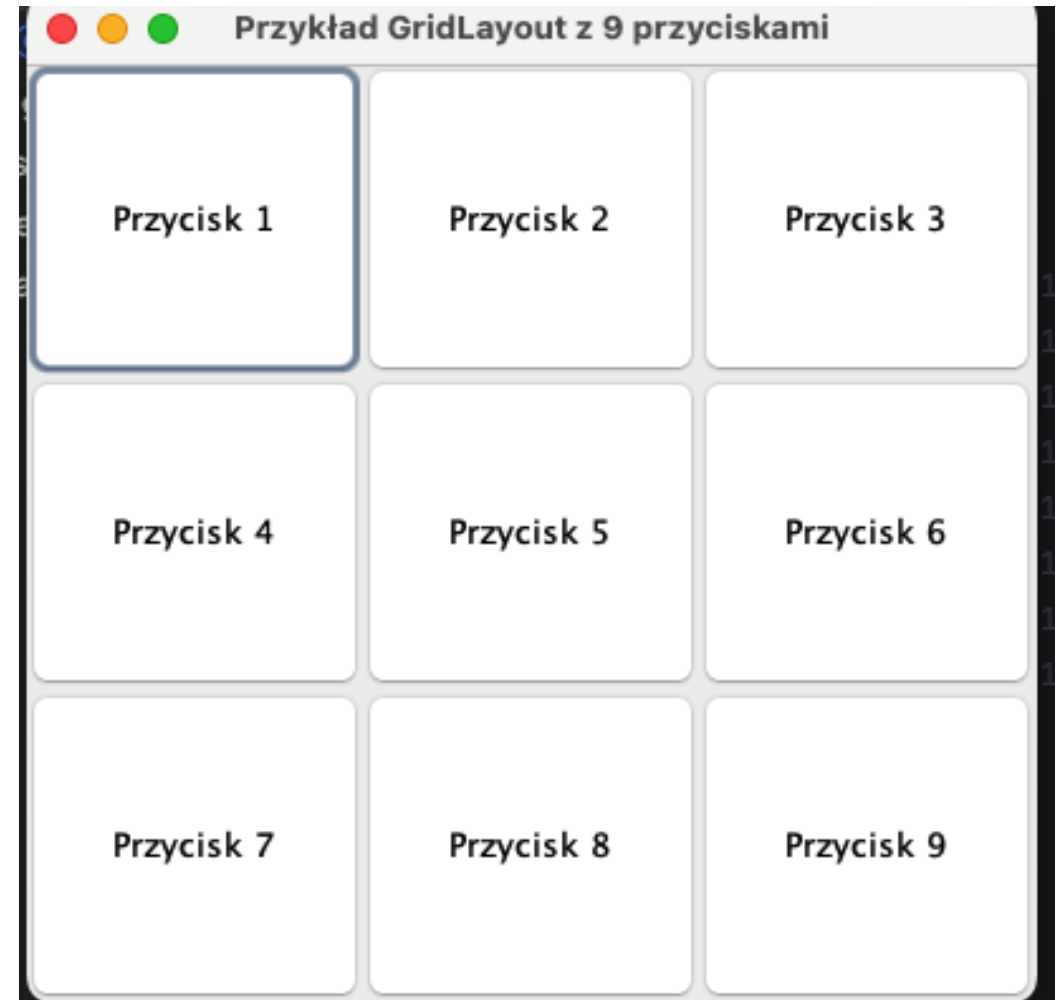 Przykład GridLayout z 9 przyciskami
Przycisk 1 Przycisk 2 Przycisk 3
Przycisk 4 Przycisk 5 Przycisk 6
Przycisk 7 Przycisk 8 Przycisk 9